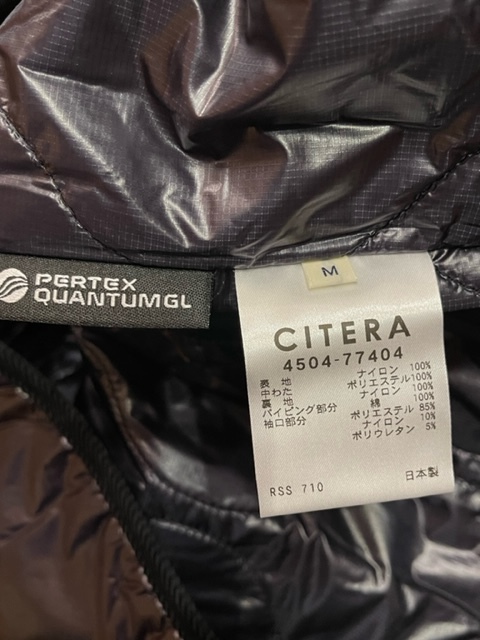 M
PERTEX
QUANTUMGL
CITERA
4504-77404
表地 ナイロン 100%
中わた ポリエステル100%
裏地 ナイロン 100%
パイピング部分 綿 100%
袖口部分 ポリエステル 85%
ナイロン 10%
ポリウレタン 5%
RSS 710 日本製